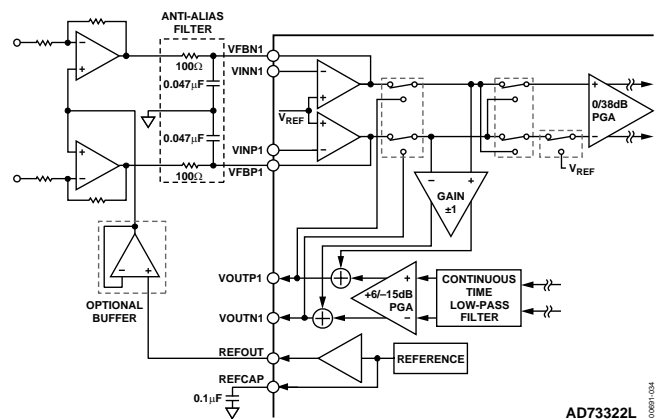 ANTI-ALIAS
FILTER
VFBN1
100Ω
VINN1
0.047μF
VREF
0/38dB
PGA
0.047μF
VINP1
VFBP1
100Ω
VREF
GAIN
±1
OPTIONAL
BUFFER
VOUTP1
+6/–15dB
PGA
CONTINUOUS
TIME
LOW-PASS
FILTER
VOUTN1
REFOUT
REFERENCE
REFCAP
0.1μF
AD73322L
00691-034